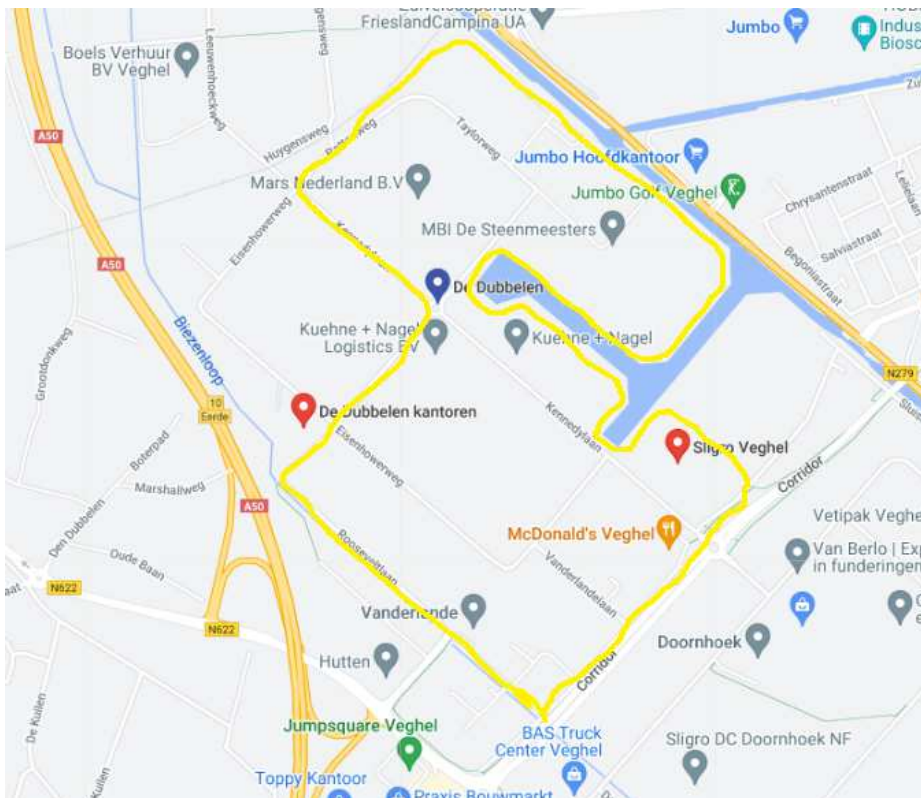 Zuivelcoöperatie
FrieslandCampina UA
Jumbo
Indus
Biosc
Boels Verhuur
BV Veghel
Leeuwenhoeckweg
Huygensweg
A50
Huygensweg
Taylorweg
Jumbo Hoofdkantoor
Mars Nederland B.V
Jumbo Golf Veghel
Chrysantenstraat
Lelielaan
Eisenhowerweg
MBI De Steenmeesters
Salviastraat
Begoniastraat
A50
De Dubbelen
Biezenloop
Kuehne + Nagel
Logistics BV
Kuehne + Nagel
Grootdonkweg
N279
10
Eerde
De Dubbelen kantoren
Kennedylaan
Sligro Veghel
Boterpad
Eisenhowerweg
Corridor
Marshallweg
A50
Den Dubbelen
McDonald's Veghel
Vetipak Veghe
Oude Baan
Rooseveltlaan
Van Berlo | Exp
in funderingen
Vanderlandelaan
N622
aat
Vanderlande
N622
Doornhoek
Hutten
Corridor
De Kuilen
Jumpsquare Veghel
BAS Truck
Center Veghel
Sligro DC Doornhoek NF
Toppy Kantoor
Praxis Bouwmarkt